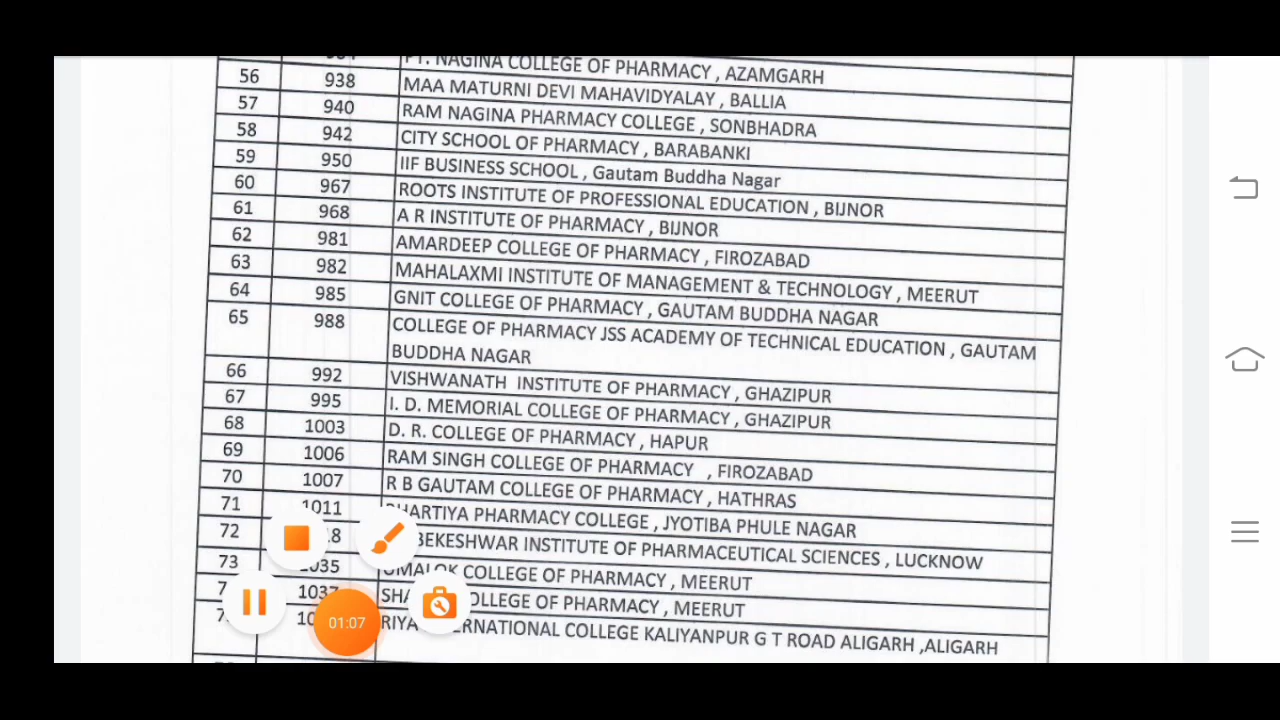 PT. NAGINA COLLEGE OF PHARMACY , AZAMGARH
56 938 MAA MATURNI DEVI MAHAVIDYALAY , BALLIA
57 940 RAM NAGINA PHARMACY COLLEGE , SONBHADRA
58 942 CITY SCHOOL OF PHARMACY , BARABANKI
59 950 IIF BUSINESS SCHOOL , Gautam Buddha Nagar
60 967 ROOTS INSTITUTE OF PROFESSIONAL EDUCATION , BIJNOR
61 968 A R INSTITUTE OF PHARMACY , BIJNOR
62 981 AMARDEEP COLLEGE OF PHARMACY , FIROZABAD
63 982 MAHALAXMI INSTITUTE OF MANAGEMENT & TECHNOLOGY , MEERUT
64 985 GNIT COLLEGE OF PHARMACY , GAUTAM BUDDHA NAGAR
65 988 COLLEGE OF PHARMACY JSS ACADEMY OF TECHNICAL EDUCATION , GAUTAM
BUDDHA NAGAR
66 992 VISHWANATH INSTITUTE OF PHARMACY , GHAZIPUR
67 995 I. D. MEMORIAL COLLEGE OF PHARMACY , GHAZIPUR
68 1003 D. R. COLLEGE OF PHARMACY , HAPUR
69 1006 RAM SINGH COLLEGE OF PHARMACY , FIROZABAD
70 1007 R B GAUTAM COLLEGE OF PHARMACY , HATHRAS
71 1011 BHARTIYA PHARMACY COLLEGE , JYOTIBA PHULE NAGAR
72 INSTITUTE OF PHARMACEUTICAL SCIENCES , LUCKNOW
73 1035 COLLEGE OF PHARMACY , MEERUT
1037 COLLEGE OF PHARMACY , MEERUT
COLLEGE KALIYANPUR G T ROAD ALIGARH ,ALIGARH
01:07